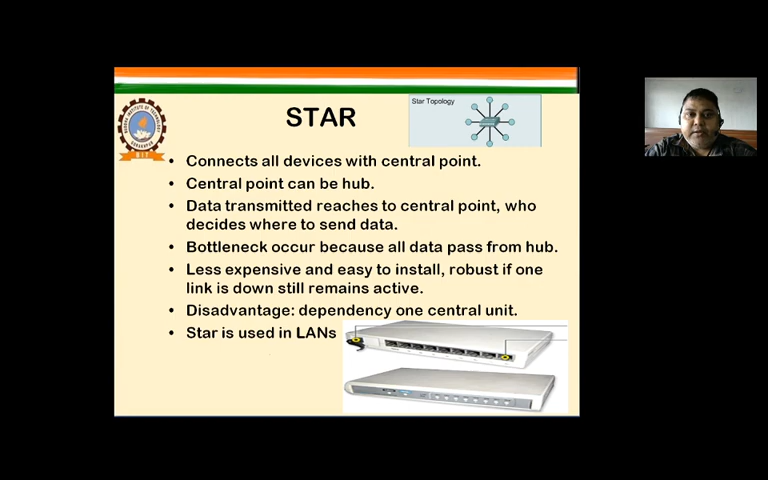 STAR
Star Topology
• Connects all devices with central point.
• Central point can be hub.
• Data transmitted reaches to central point, who
decides where to send data.
• Bottleneck occur because all data pass from hub.
• Less expensive and easy to install, robust if one
link is down still remains active.
• Disadvantage: dependency one central unit.
• Star is used in LANs
B I T